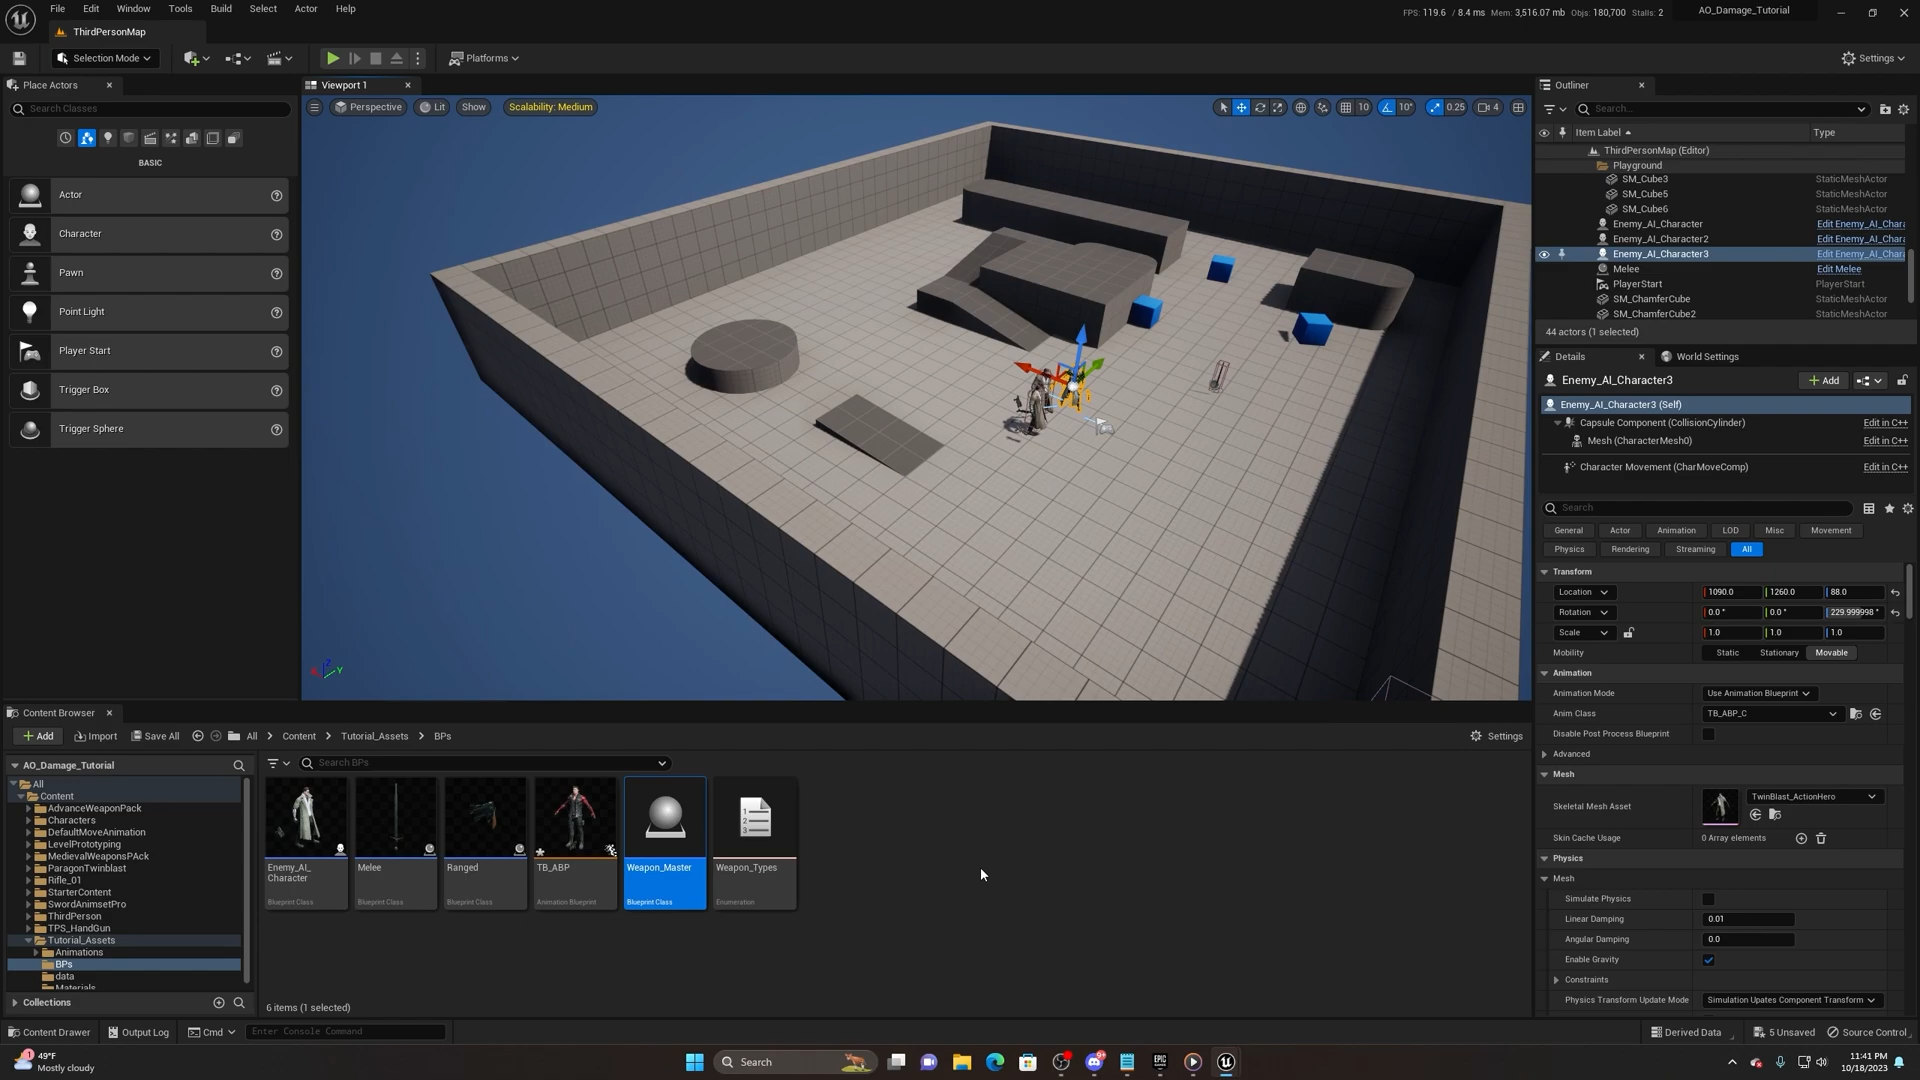 File Edit Window Tools Build Select Actor Help
FPS: 119.6 / 8.4 ms Mem: 3,516.07 mb Objs: 180,700 Stalls: 2
AO_Damage_Tutorial
ThirdPersonMap
Selection Mode
Platforms
Settings
Place Actors
Search Classes
BASIC
Actor
Character
Pawn
Point Light
Player Start
Trigger Box
Trigger Sphere
Viewport 1
Perspective Lit Show Scalability: Medium
10 10° 0.25 4
Z
X Y
Outliner
Search...
Item Label Type
ThirdPersonMap (Editor)
Playground
SM_Cube3 StaticMeshActor
SM_Cube5 StaticMeshActor
SM_Cube6 StaticMeshActor
Enemy_AI_Character Edit Enemy_AI_Chara
Enemy_AI_Character2 Edit Enemy_AI_Chara
Enemy_AI_Character3 Edit Enemy_AI_Chara
Melee Edit Melee
PlayerStart PlayerStart
SM_ChamferCube StaticMeshActor
SM_ChamferCube2 StaticMeshActor
44 actors (1 selected)
Details World Settings
Enemy_AI_Character3 Add
Enemy_AI_Character3 (Self)
Capsule Component (CollisionCylinder) Edit in C++
Mesh (CharacterMesh0) Edit in C++
Character Movement (CharMoveComp) Edit in C++
Search
General Actor Animation LOD Misc Movement
Physics Rendering Streaming All
Transform
Location 1090.0 1260.0 88.0
Rotation 0.0 ° 0.0 ° 229.999998 °
Scale 1.0 1.0 1.0
Mobility Static Stationary Movable
Animation
Animation Mode Use Animation Blueprint
Anim Class TB_ABP_C
Disable Post Process Blueprint
Advanced
Mesh
Skeletal Mesh Asset TwinBlast_ActionHero
Skin Cache Usage 0 Array elements
Physics
Mesh
Simulate Physics
Linear Damping 0.01
Angular Damping 0.0
Enable Gravity
Constraints
Physics Transform Update Mode Simulation Upates Component Transform
Content Browser
Add Import Save All All Content Tutorial_Assets BPs Settings
AO_Damage_Tutorial
All
Content
AdvanceWeaponPack
Characters
DefaultMoveAnimation
LevelPrototyping
MedievalWeaponsPAck
ParagonTwinblast
Rifle_01
StarterContent
SwordAnimsetPro
ThirdPerson
TPS_HandGun
Tutorial_Assets
Animations
BPs
data
Materials
Collections
Search BPs
Enemy_AI_
Character
Blueprint Class
Melee
Blueprint Class
Ranged
Blueprint Class
TB_ABP
Animation Blueprint
Weapon_Master
Blueprint Class
1
2
3
Weapon_Types
Enumeration
6 items (1 selected)
Content Drawer Output Log Cmd Enter Console Command
Derived Data 5 Unsaved Source Control
1
49°F
Mostly cloudy
Search
EPIC
11:41 PM
10/18/2023